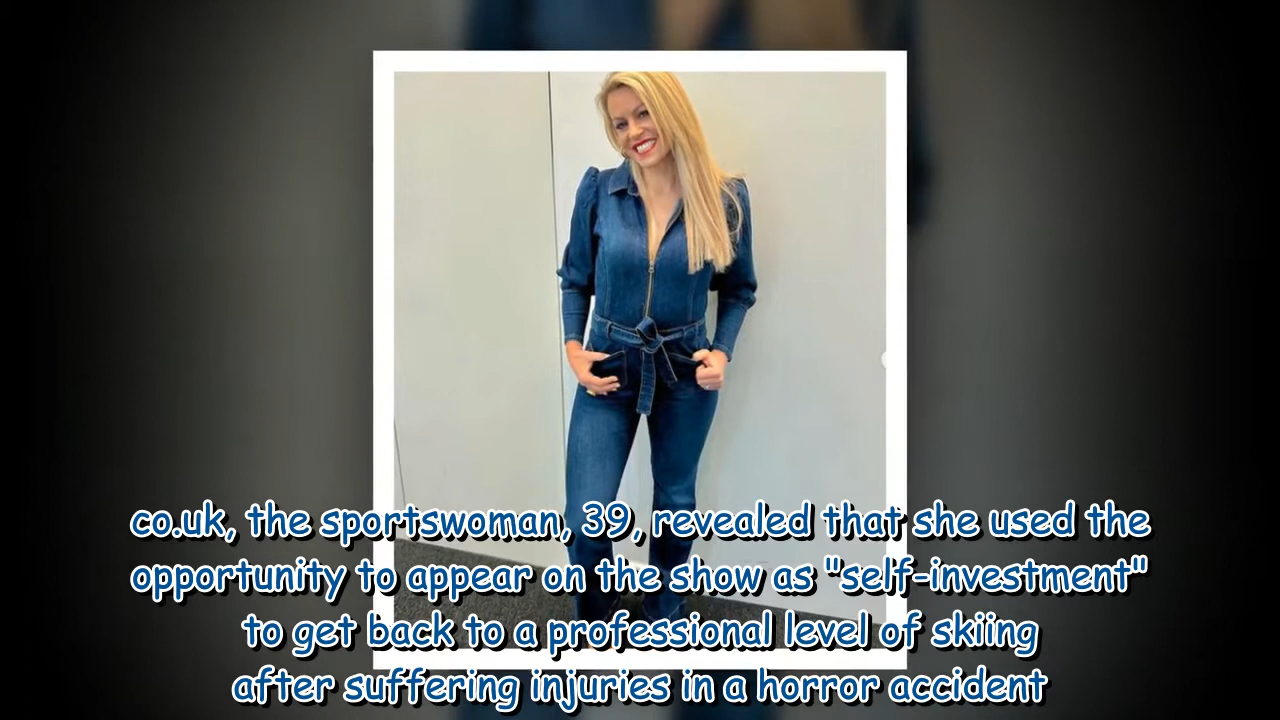 co.uk, the sportswoman, 39, revealed that she used the
opportunity to appear on the show as "self-investment"
to get back to a professional level of skiing
after suffering injuries in a horror accident